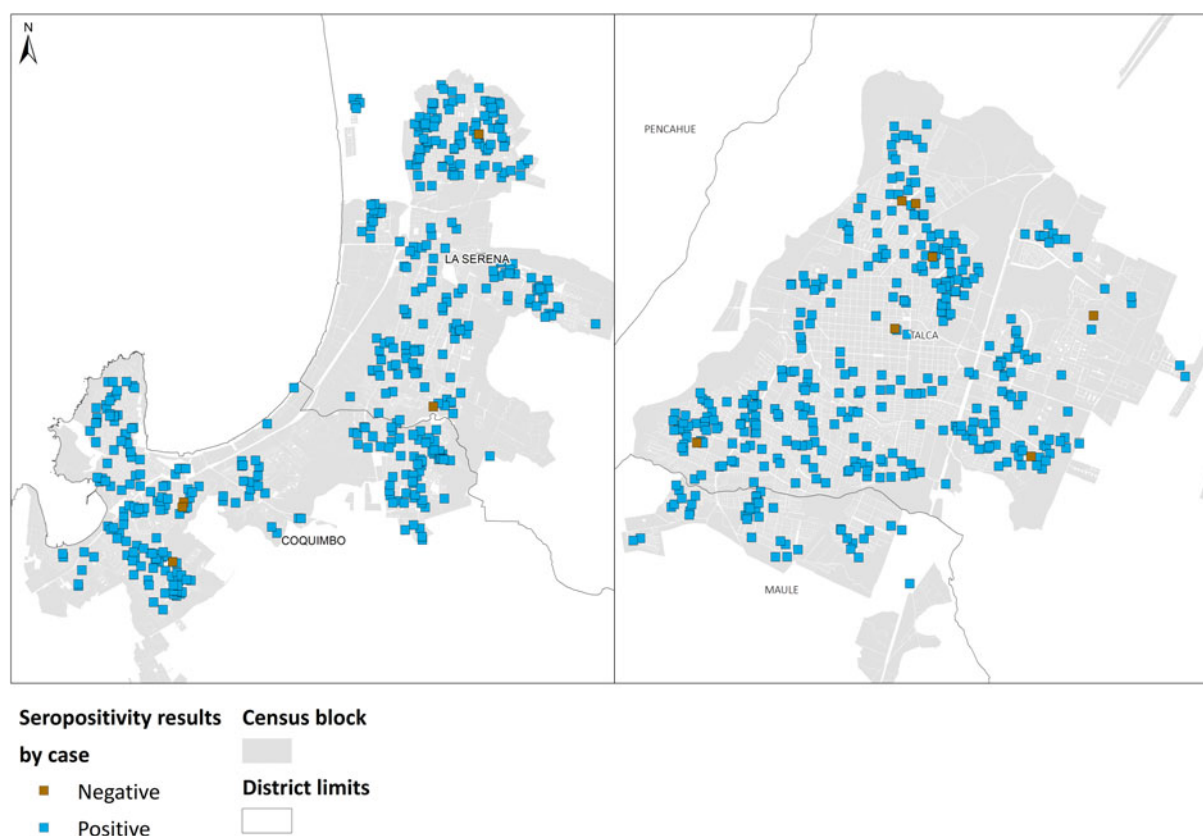 N
LA SERENA
COQUIMBO
PENCAHUE
TALCA
MAULE
Seropositivity results
by case
Negative
Positive
Census block
District limits